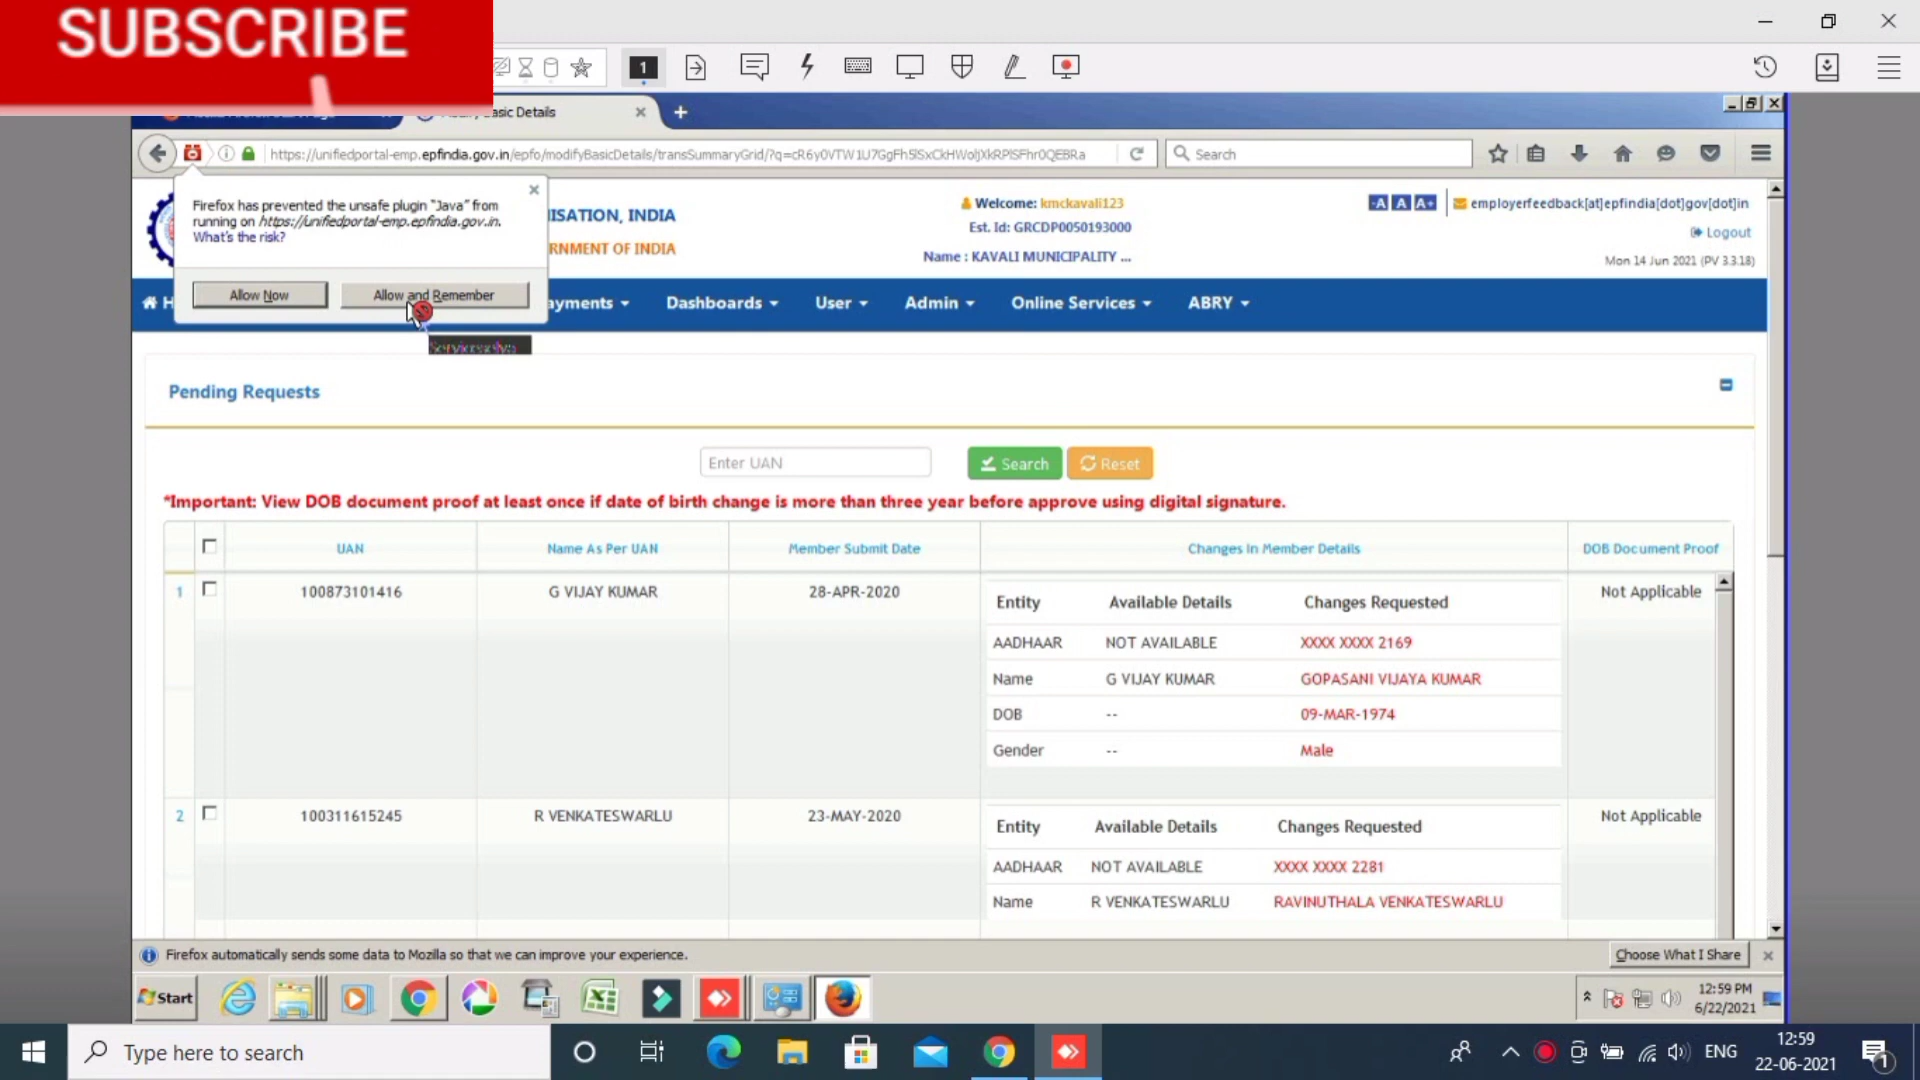 SUBSCRIBE
1
asic Details
https://unifiedportal-emp.epfindia.gov.in/epfo/modifyBasicDetails/transSummaryGrid/?q=cR6y0VTW1U7GgFh5lSxCkHWoljXkRPlSFhr0QEBRa
Search
Firefox has prevented the unsafe plugin "Java" from
running on https://unifiedportal-emp.epfindia.gov.in.
What's the risk?
Allow Now
Allow and Remember
ISATION, INDIA
RNMENT OF INDIA
Welcome: kmckavali123
Est. Id: GRCDP0050193000
Name : KAVALI MUNICIPALITY ...
-A A A+
employerfeedback[at]epfindia[dot]gov[dot]in
Logout
Mon 14 Jun 2021 (PV 3.3.18)
H
ayments
Dashboards
User
Admin
Online Services
ABRY
Pending Requests
Enter UAN
Search
Reset
*Important: View DOB document proof at least once if date of birth change is more than three year before approve using digital signature.
UAN Name As Per UAN Member Submit Date Changes In Member Details DOB Document Proof
1 100873101416 G VIJAY KUMAR 28-APR-2020 Not Applicable
Entity Available Details Changes Requested
AADHAAR NOT AVAILABLE XXXX XXXX 2169
Name G VIJAY KUMAR GOPASANI VIJAYA KUMAR
DOB -- 09-MAR-1974
Gender -- Male
2 100311615245 R VENKATESWARLU 23-MAY-2020 Not Applicable
Entity Available Details Changes Requested
AADHAAR NOT AVAILABLE XXXX XXXX 2281
Name R VENKATESWARLU RAVINUTHALA VENKATESWARLU
Firefox automatically sends some data to Mozilla so that we can improve your experience.
Choose What I Share
Start
12:59 PM
6/22/2021
Type here to search
ENG
12:59
22-06-2021
1